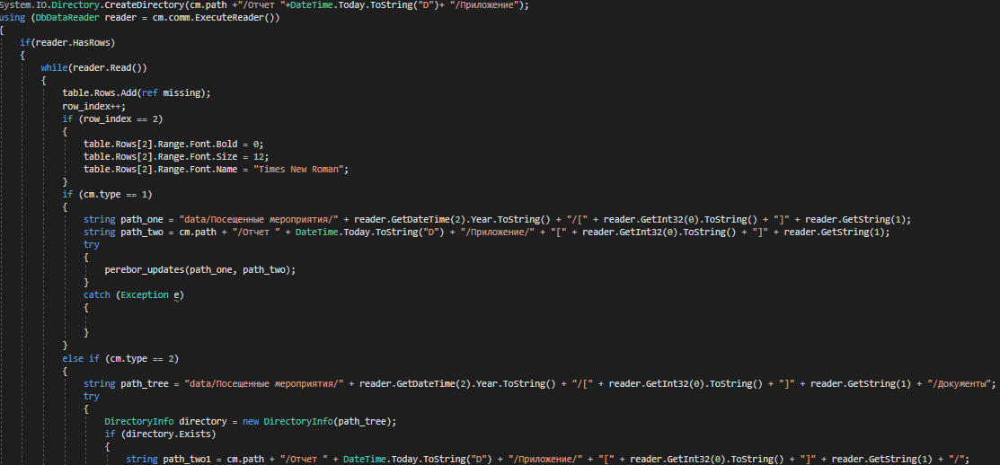 System.IO.Directory.CreateDirectory(cm.path +"/Отчет "+DateTime.Today.ToString("D")+ "/Приложение");
using (DbDataReader reader = cm.comm.ExecuteReader())
{
if(reader.HasRows)
{
while(reader.Read())
{
table.Rows.Add(ref missing);
row_index++;
if (row_index == 2)
{
table.Rows[2].Range.Font.Bold = 0;
table.Rows[2].Range.Font.Size = 12;
table.Rows[2].Range.Font.Name = "Times New Roman";
}
if (cm.type == 1)
{
string path_one = "data/Посещенные мероприятия/" + reader.GetDateTime(2).Year.ToString() + "/[" + reader.GetInt32(0).ToString() + "]" + reader.GetString(1);
string path_two = cm.path + "/Отчет " + DateTime.Today.ToString("D") + "/Приложение/" + "[" + reader.GetInt32(0).ToString() + "]" + reader.GetString(1);
try
{
perebor_updates(path_one, path_two);
}
catch (Exception e)
{
}
}
else if (cm.type == 2)
{
string path_tree = "data/Посещенные мероприятия/" + reader.GetDateTime(2).Year.ToString() + "/[" + reader.GetInt32(0).ToString() + "]" + reader.GetString(1) + "/Документы";
try
{
DirectoryInfo directory = new DirectoryInfo(path_tree);
if (directory.Exists)
{
string path_two1 = cm.path + "/Отчет " + DateTime.Today.ToString("D") + "/Приложение/" + "[" + reader.GetInt32(0).ToString() + "]" + reader.GetString(1) + "/";